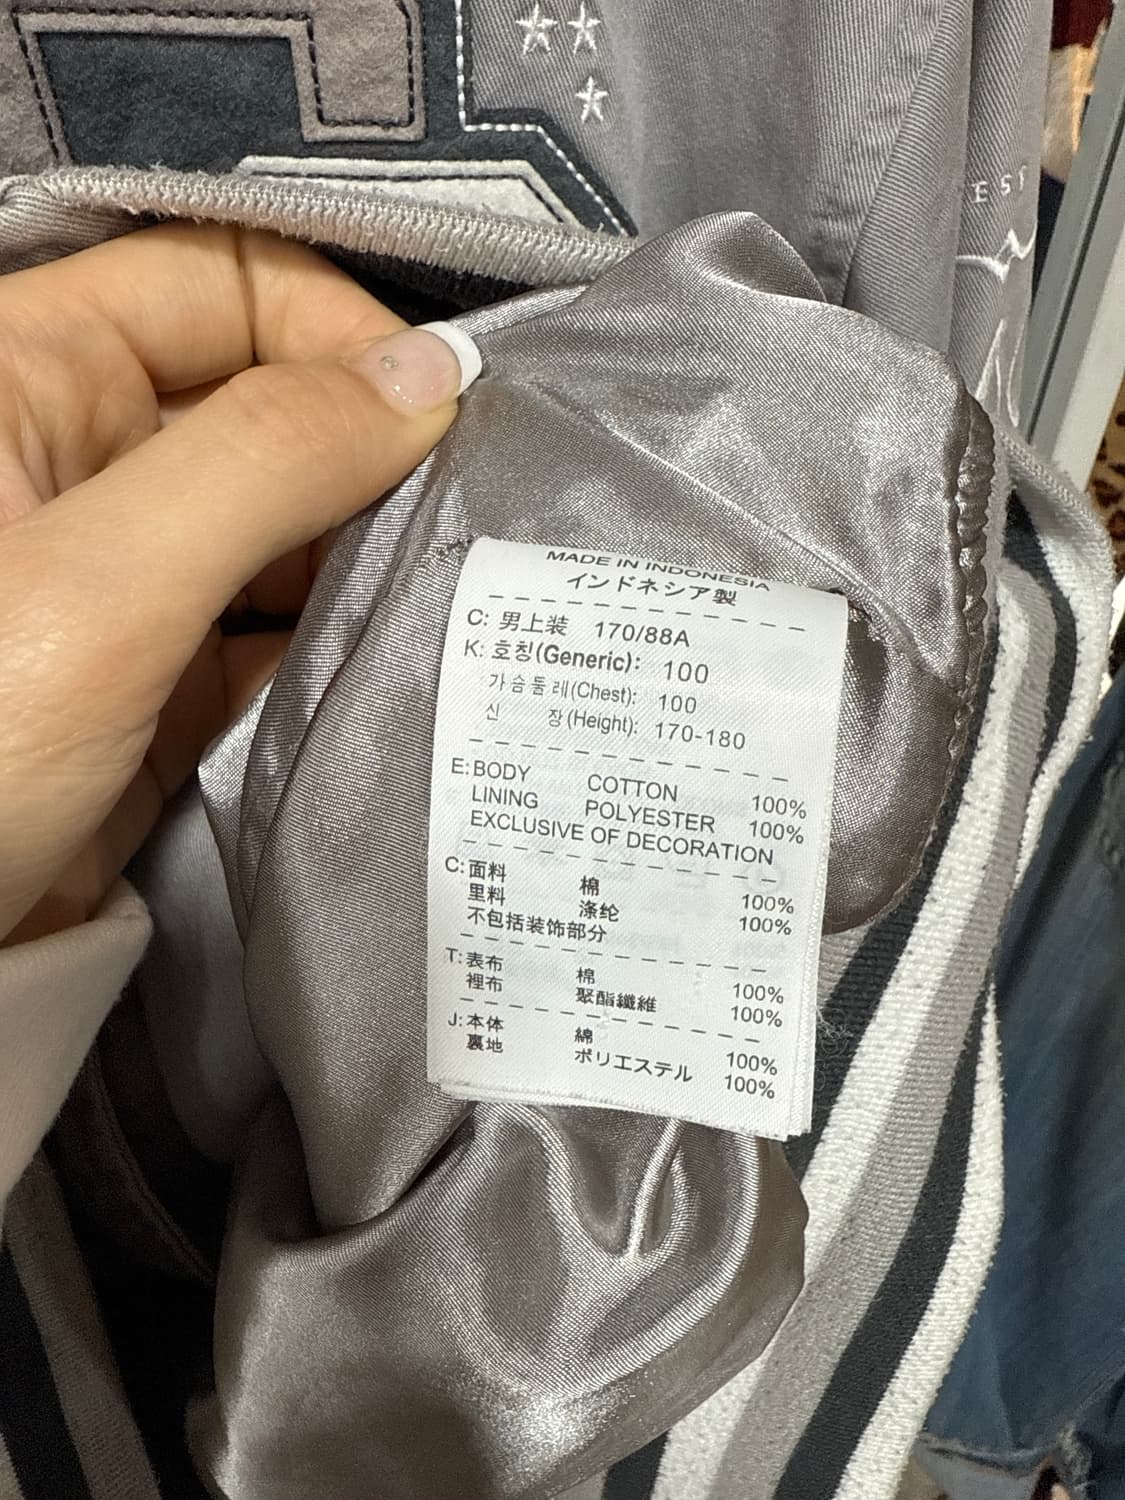 EST
MADE IN INDONESIA
インドネシア製
C: 男上装 170/88A
K: 호칭(Generic): 100
가슴둘레(Chest): 100
신 장(Height): 170-180
E: BODY COTTON 100%
LINING POLYESTER 100%
EXCLUSIVE OF DECORATION
C: 面料 棉 100%
里料 涤纶 100%
不包括装饰部分
T: 表布 棉 100%
裡布 聚酯纖維 100%
J: 本体 綿 100%
裏地 ポリエステル 100%